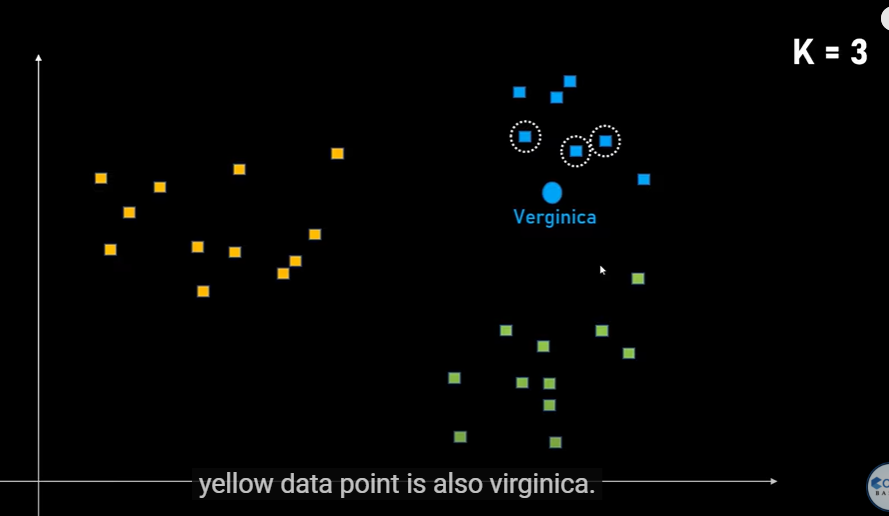 K = 3
Verginica
yellow data point is also virginica.